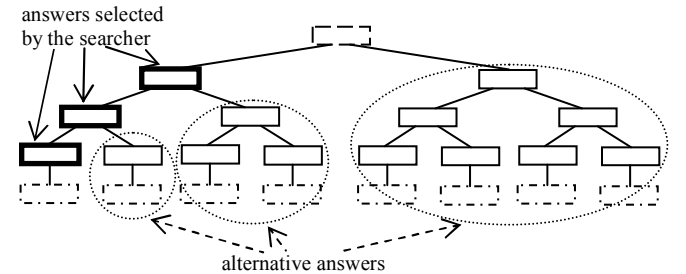 answers selected
by the searcher
alternative answers